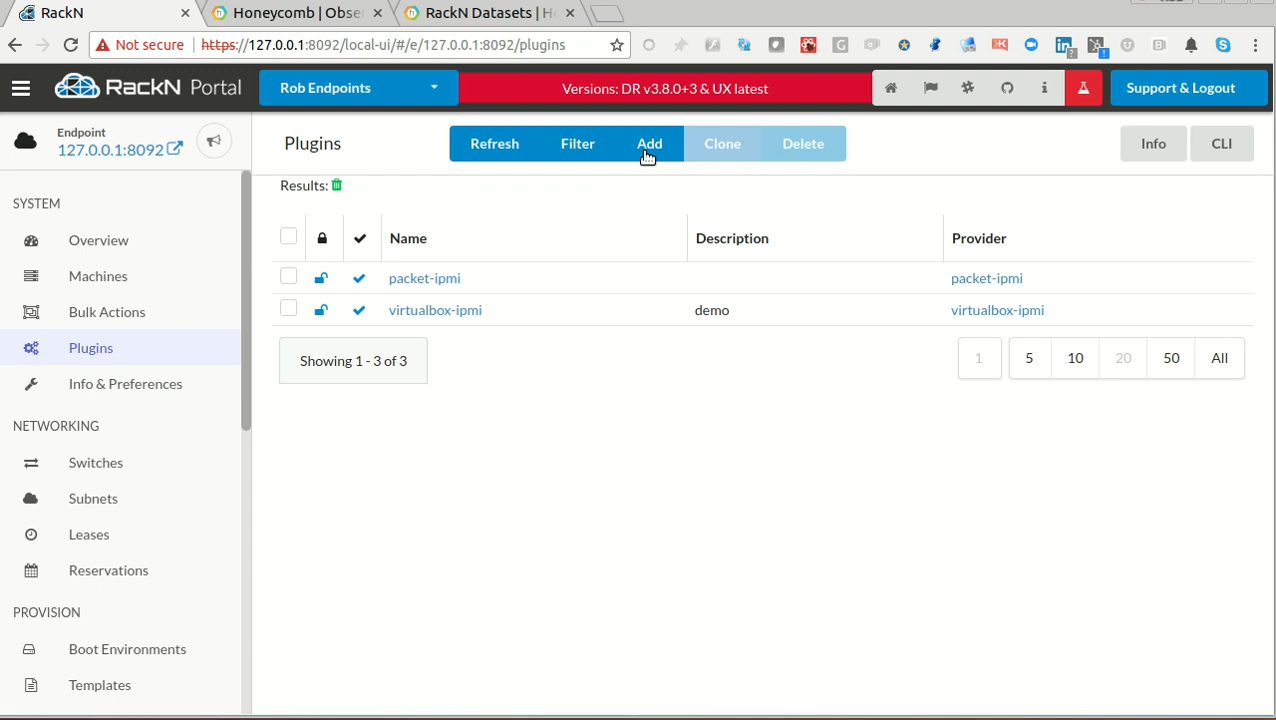 RackN
Honeycomb | Obse
RackN Datasets | H
Not secure
https://127.0.0.1:8092/local-ui/#/e/127.0.0.1:8092/plugins
RackN Portal
Rob Endpoints
Versions: DR v3.8.0+3 & UX latest
Support & Logout
Endpoint
127.0.0.1:8092
Plugins
Refresh
Filter
Add
Clone
Delete
Info
CLI
SYSTEM
Overview
Machines
Bulk Actions
Plugins
Info & Preferences
NETWORKING
Switches
Subnets
Leases
Reservations
PROVISION
Boot Environments
Templates
Results:
Name Description Provider
packet-ipmi packet-ipmi
virtualbox-ipmi demo virtualbox-ipmi
Showing 1 - 3 of 3
1 5 10 20 50 All